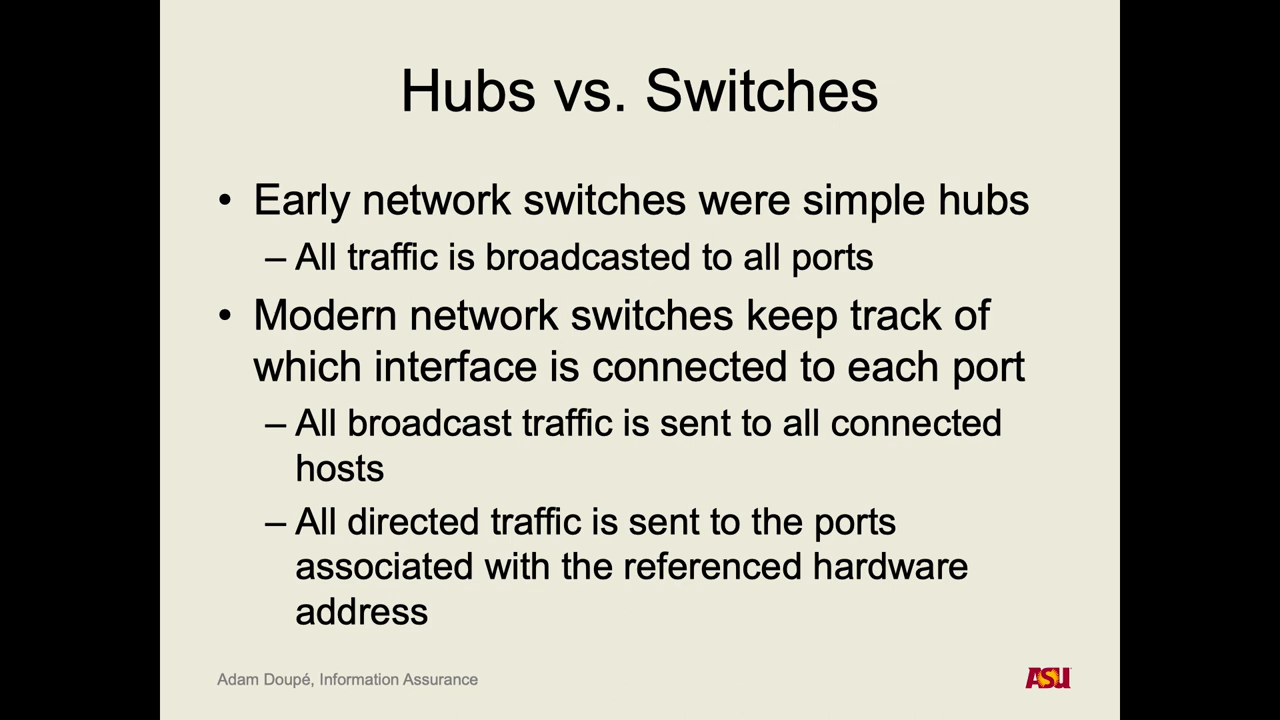 Hubs vs. Switches
• Early network switches were simple hubs
– All traffic is broadcasted to all ports
• Modern network switches keep track of
which interface is connected to each port
– All broadcast traffic is sent to all connected
hosts
– All directed traffic is sent to the ports
associated with the referenced hardware
address
Adam Doupé, Information Assurance
ASU